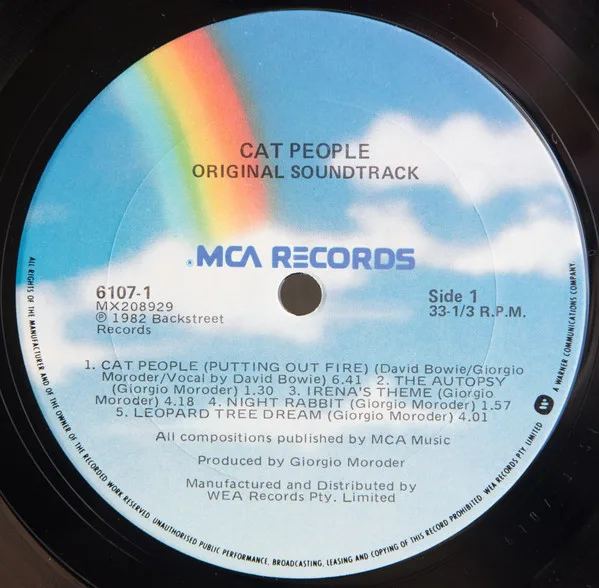 CAT PEOPLE
ORIGINAL SOUNDTRACK
MCA RECORDS
6107-1
MX208929
℗ 1982 Backstreet
Records
Side 1
33-1/3 R.P.M.
1. CAT PEOPLE (PUTTING OUT FIRE) (David Bowie/Giorgio
Moroder/Vocal by David Bowie) 6.41 2. THE AUTOPSY
(Giorgio Moroder) 1.30 3. IRENA'S THEME (Giorgio
Moroder) 4.18 4. NIGHT RABBIT (Giorgio Moroder) 1.57
5. LEOPARD TREE DREAM (Giorgio Moroder) 4.01
All compositions published by MCA Music
Produced by Giorgio Moroder
Manufactured and Distributed by
WEA Records Pty. Limited
ALL RIGHTS OF THE MANUFACTURER AND OF THE OWNER OF THE RECORDED WORK RESERVED UNAUTHORISED PUBLIC PERFORMANCE, BROADCASTING, LEASING AND COPYING OF THIS RECORD PROHIBITED. WEA RECORDS PTY LIMITED A WARNER COMMUNICATIONS COMPANY.